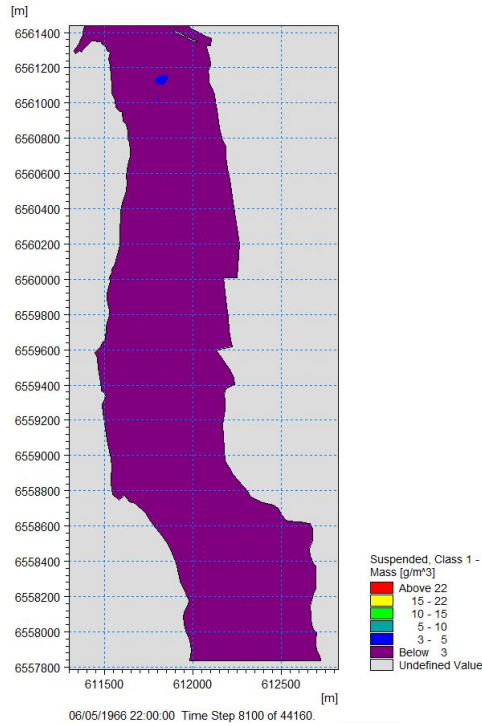 [m]
6561400
6561200
6561000
6560800
6560600
6560400
6560200
6560000
6559800
6559600
6559400
6559200
6559000
6558800
6558600
6558400
6558200
6558000
6557800
611500 612000 612500
[m]
Suspended, Class 1 -
Mass [g/m^3]
Above 22
15 - 22
10 - 15
5 - 10
3 - 5
Below 3
Undefined Value
06/05/1966 22:00:00 Time Step 8100 of 44160.